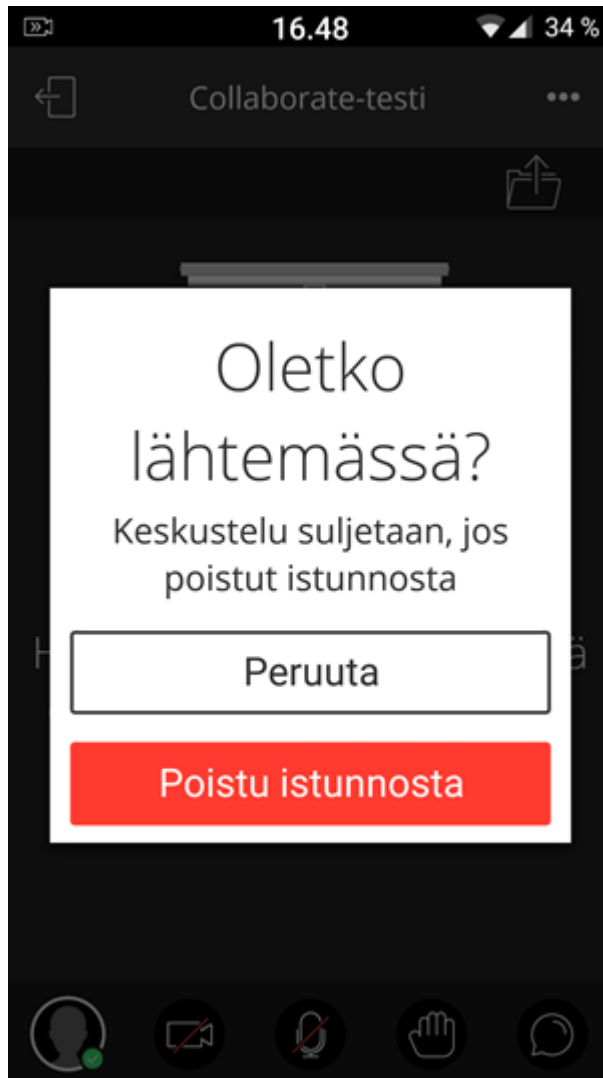 16.48
34 %
Collaborate-testi
Oletko
lähtemässä?
Keskustelu suljetaan, jos
poistut istunnosta
Peruuta
Poistu istunnosta